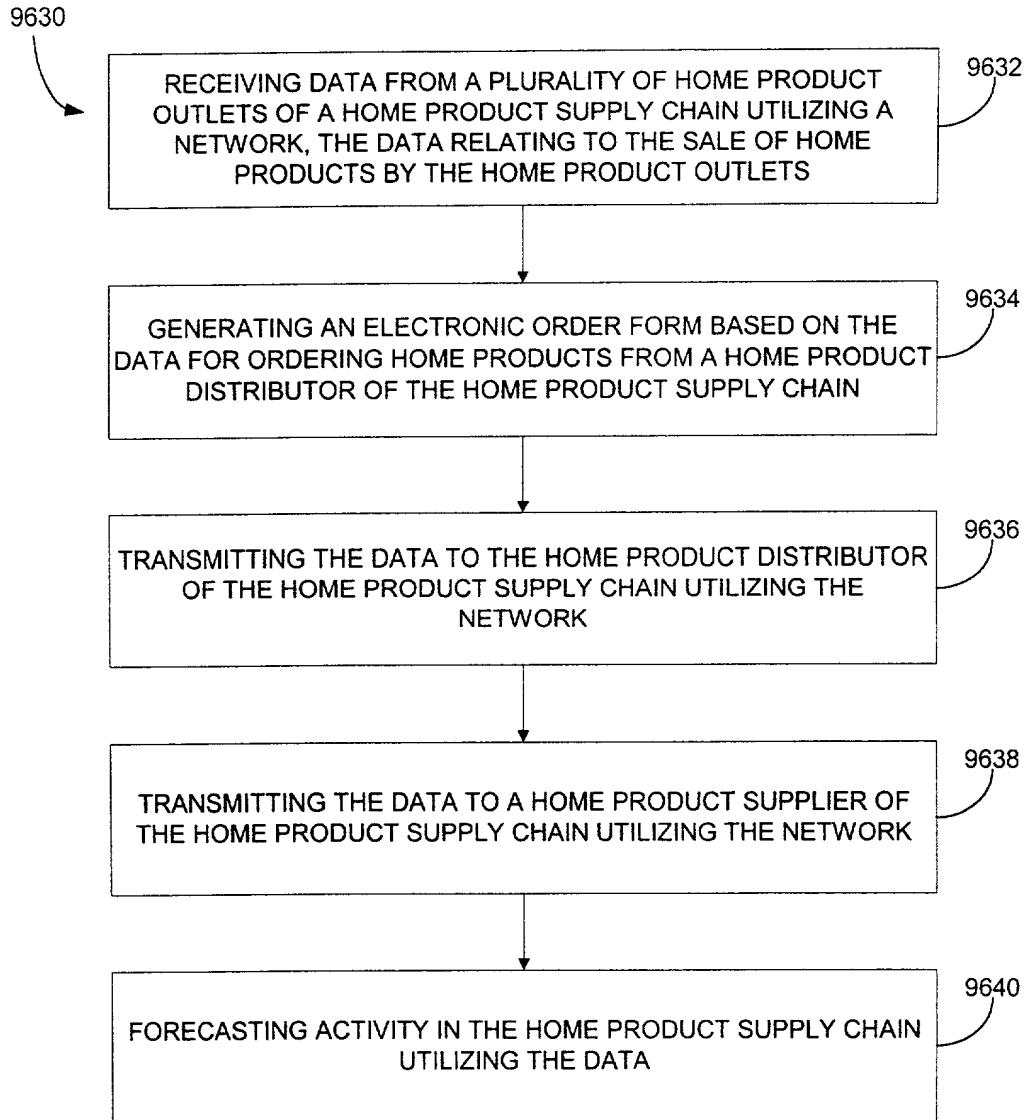 9630
RECEIVING DATA FROM A PLURALITY OF HOME PRODUCT
OUTLETS OF A HOME PRODUCT SUPPLY CHAIN UTILIZING A
NETWORK, THE DATA RELATING TO THE SALE OF HOME
PRODUCTS BY THE HOME PRODUCT OUTLETS
9632
GENERATING AN ELECTRONIC ORDER FORM BASED ON THE
DATA FOR ORDERING HOME PRODUCTS FROM A HOME PRODUCT
DISTRIBUTOR OF THE HOME PRODUCT SUPPLY CHAIN
9634
TRANSMITTING THE DATA TO THE HOME PRODUCT DISTRIBUTOR
OF THE HOME PRODUCT SUPPLY CHAIN UTILIZING THE
NETWORK
9636
TRANSMITTING THE DATA TO A HOME PRODUCT SUPPLIER OF
THE HOME PRODUCT SUPPLY CHAIN UTILIZING THE NETWORK
9638
FORECASTING ACTIVITY IN THE HOME PRODUCT SUPPLY CHAIN
UTILIZING THE DATA
9640